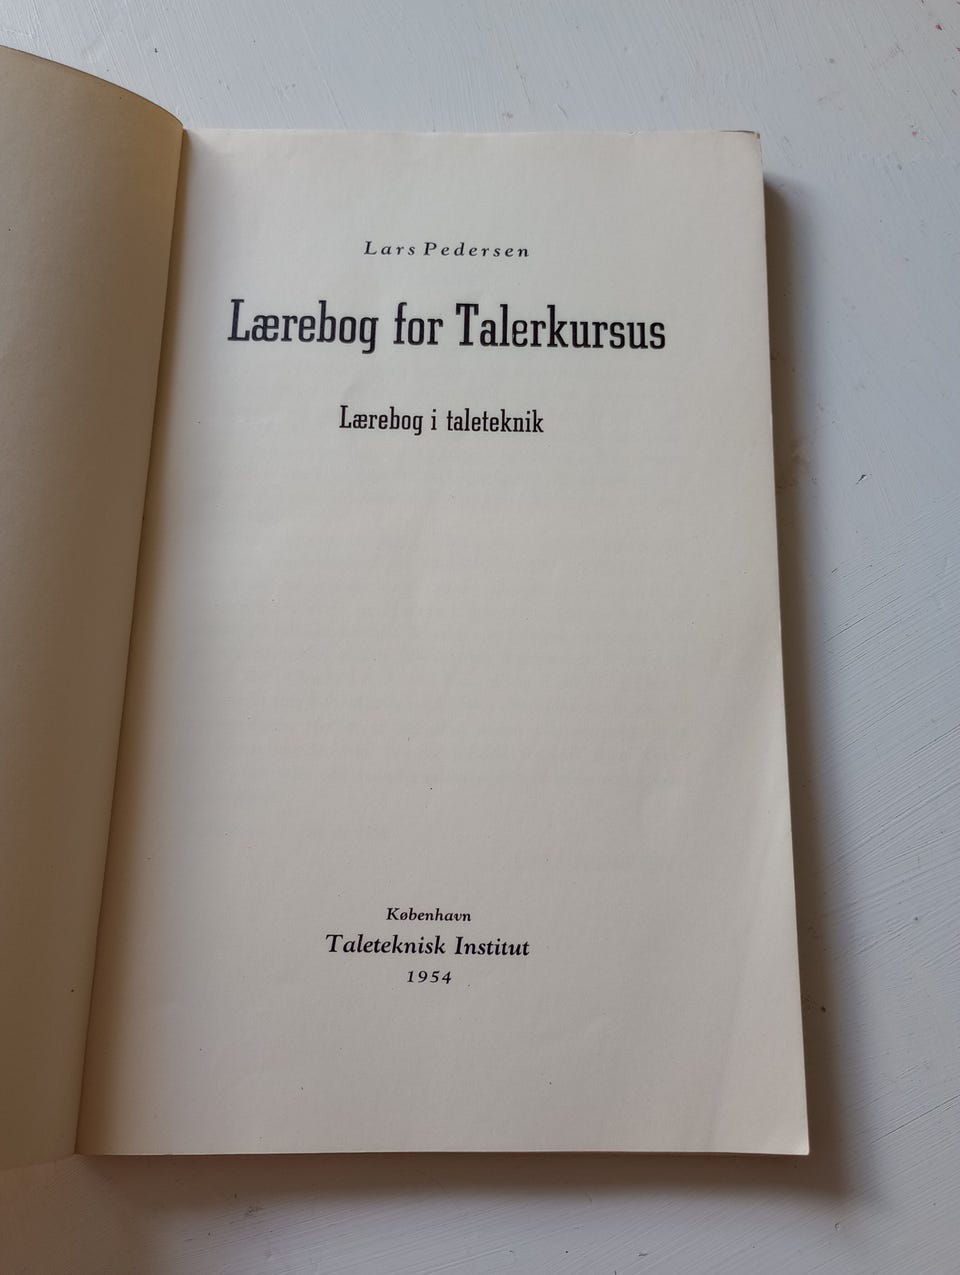 Lars Pedersen
Lærebog for Talerkursus
Lærebog i taleteknik
København
Taleteknisk Institut
1954